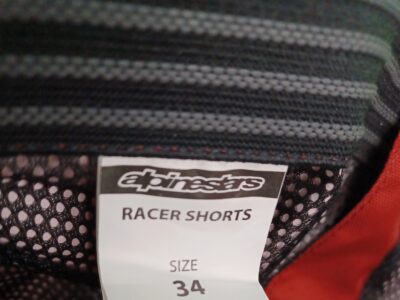 alpinestars
RACER SHORTS
SIZE
34